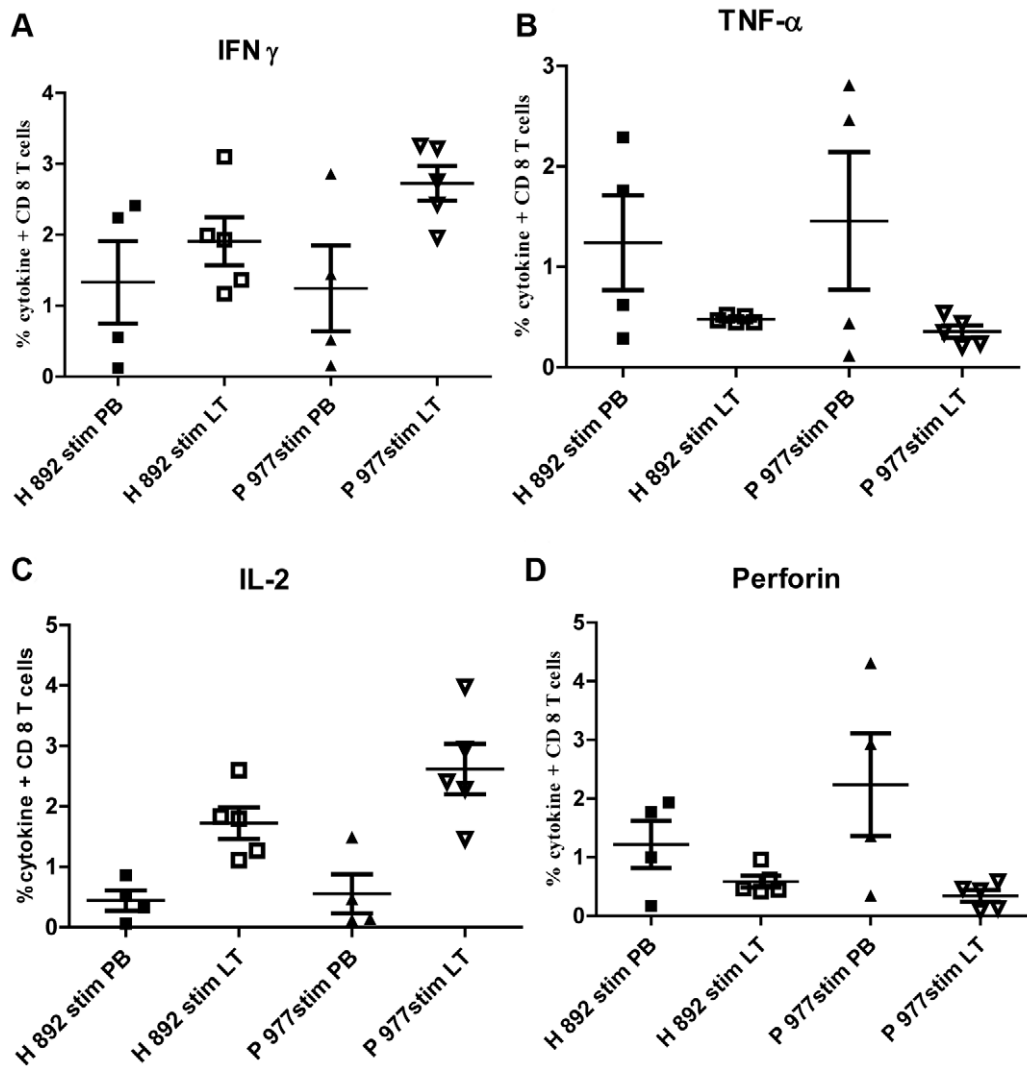 A
IFN γ
% cytokine + CD 8 T cells
4
3
2
1
0
H 892 stim PB
H 892 stim LT
P 977stim PB
P 977stim LT
B
TNF-α
% cytokine + CD 8 T cells
3
2
1
0
H 892 stim PB
H 892 stim LT
P 977stim PB
P 977stim LT
C
IL-2
%cytokine + CD 8 T cells
5
4
3
2
1
0
H 892 stim PB
H 892 stim LT
P 977stim PB
P 977stim LT
D
Perforin
% cytokine + CD 8 T cells
5
4
3
2
1
0
H 892 stim PB
H 892 stim LT
P 977stim PB
P 977stim LT